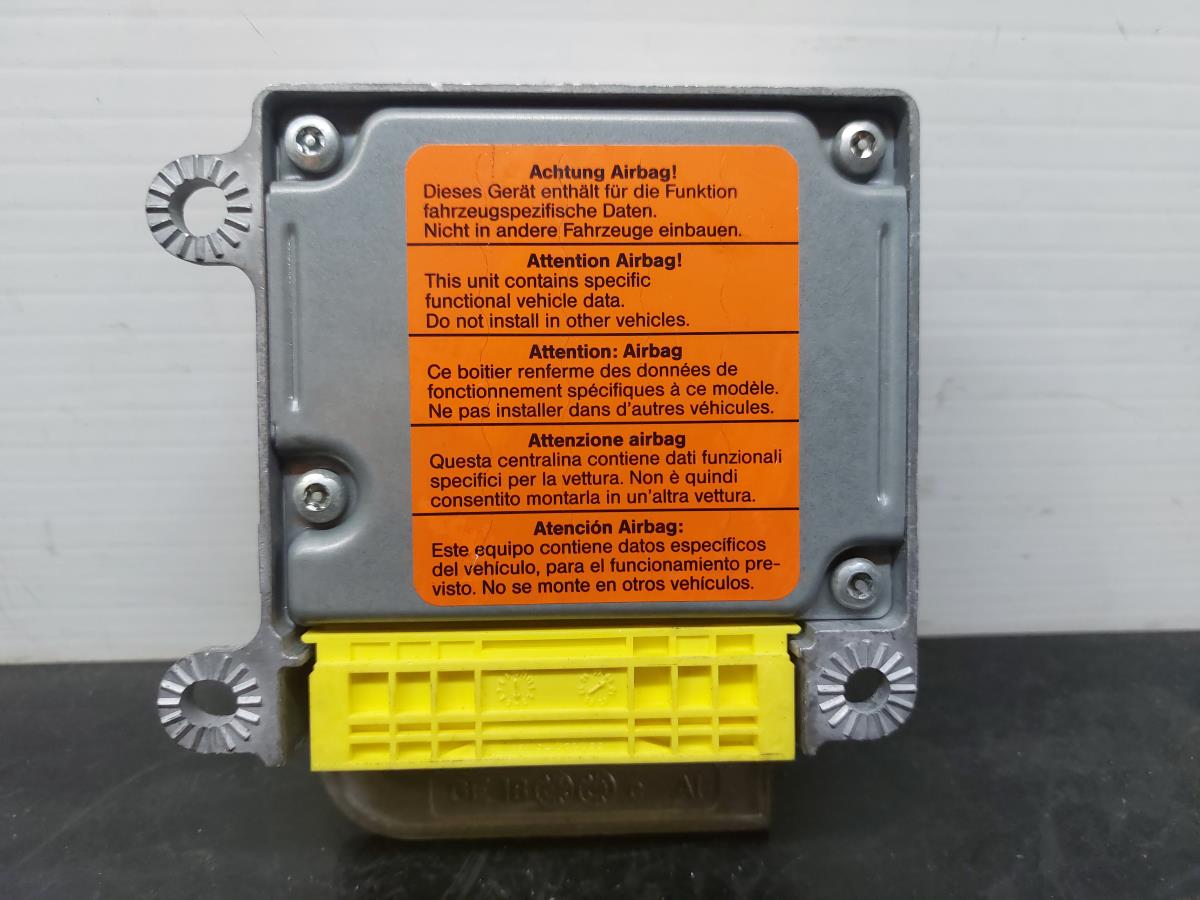 Achtung Airbag!
Dieses Gerät enthält für die Funktion
fahrzeugspezifische Daten.
Nicht in andere Fahrzeuge einbauen.
Attention Airbag!
This unit contains specific
functional vehicle data.
Do not install in other vehicles.
Attention: Airbag
Ce boitier renferme des données de
fonctionnement spécifiques à ce modèle.
Ne pas installer dans d'autres véhicules.
Attenzione airbag
Questa centralina contiene dati funzionali
specifici per la vettura. Non è quindi
consentito montarla in un'altra vettura.
Atención Airbag:
Este equipo contiene datos específicos
del vehículo, para el funcionamiento pre-
visto. No se monte en otros vehículos.
AU